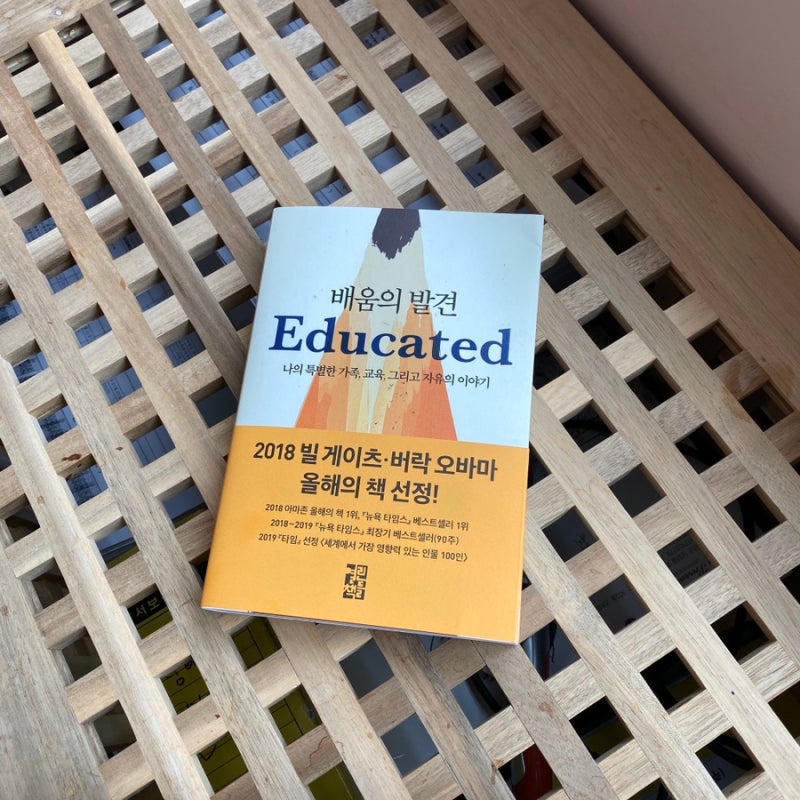 배움의 발견
Educated
나의 특별한 가족, 교육, 그리고 자유의 이야기
2018 빌 게이츠·버락 오바마
올해의 책 선정!
2018 아마존 올해의 책 1위, 『뉴욕 타임스』 베스트셀러 1위
2018~2019 『뉴욕 타임스』 최장기 베스트셀러(90주)
2019 『타임』 선정 〈세계에서 가장 영향력 있는 인물 100인〉
열린
책들